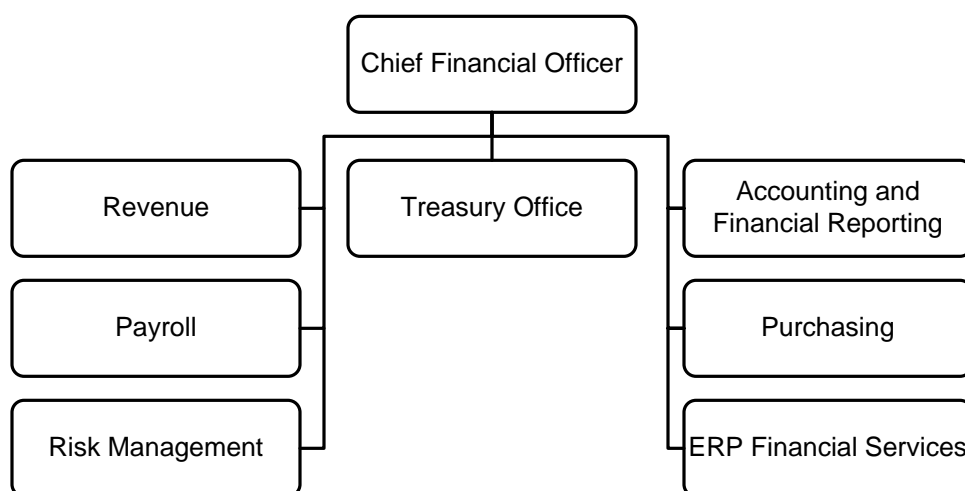 Chief Financial Officer
Revenue
Treasury Office
Accounting and
Financial Reporting
Payroll
Purchasing
Risk Management
ERP Financial Services